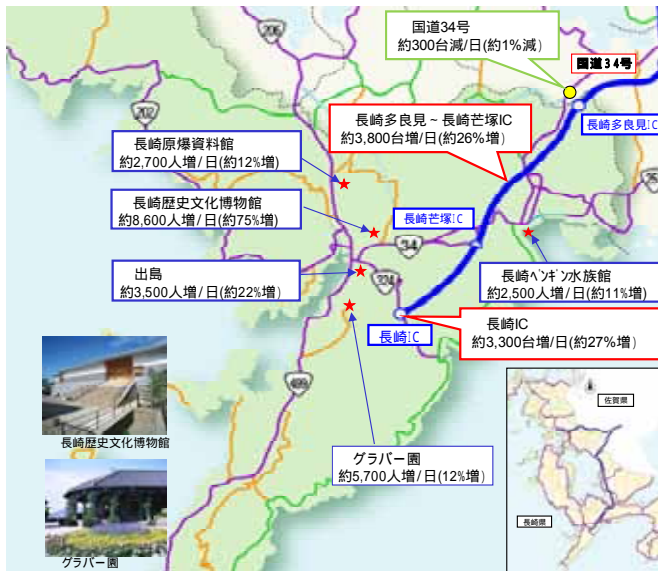 国道34号
約300台減/日(約1%減)
国道34号
206
202
長崎多良見~長崎芒塚IC
約3,800台増/日(約26%増)
長崎多良見IC
長崎原爆資料館
約2,700人増/日(約12%増)
長崎歴史文化博物館
約8,600人増/日(約75%増)
長崎芒塚IC
34
出島
約3,500人増/日(約22%増)
324
長崎ペンギン水族館
約2,500人増/日(約11%増)
長崎IC
長崎IC
約3,300台増/日(約27%増)
499
長崎歴史文化博物館
グラバー園
約5,700人増/日(12%増)
グラバー園
佐賀県
長崎県